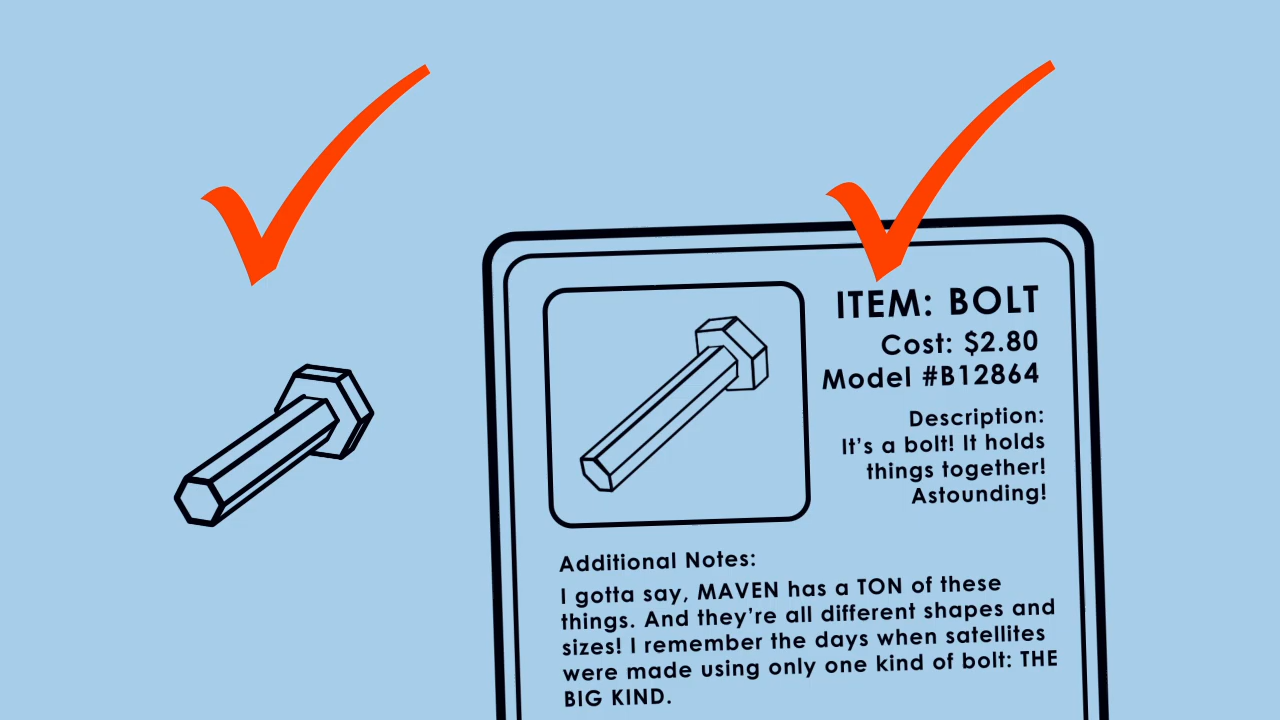 ITEM: BOLT
Cost: $2.80
Model #B12864
Description:
It's a bolt! It holds
things together!
Astounding!
Additional Notes:
I gotta say, MAVEN has a TON of these
things. And they're all different shapes and
sizes! I remember the days when satellites
were made using only one kind of bolt: THE
BIG KIND.